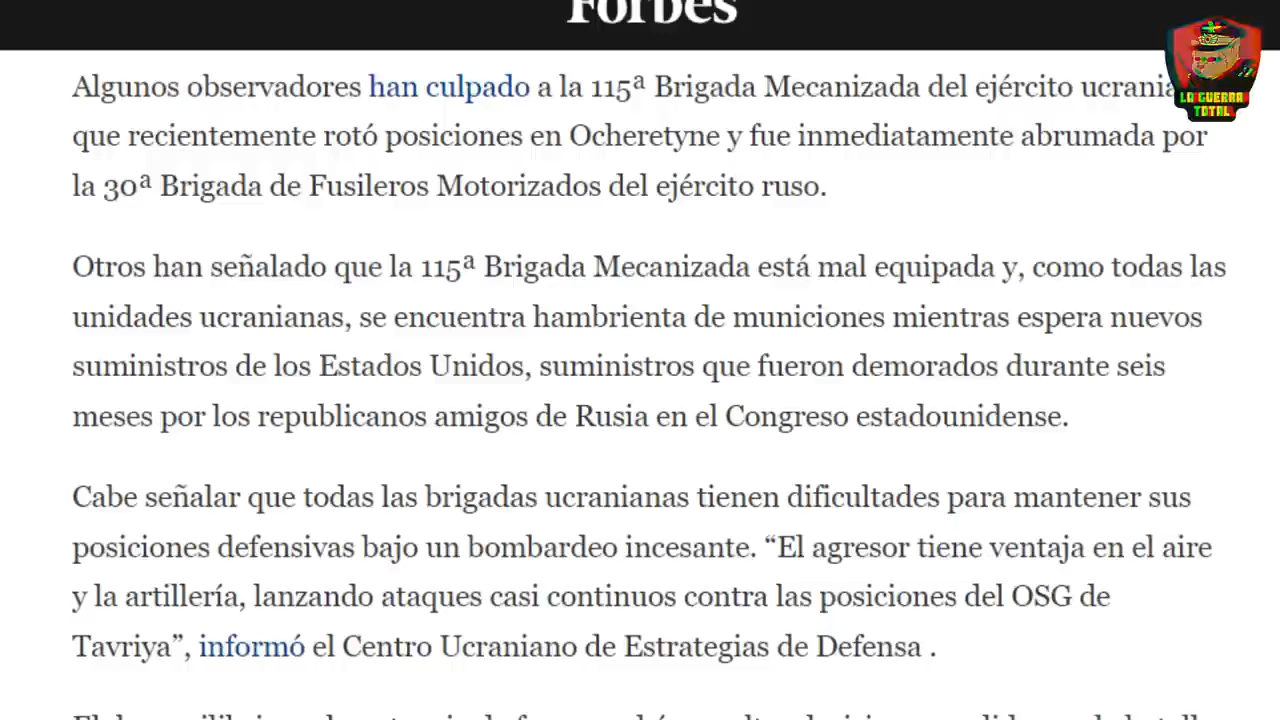 Forbes
Algunos observadores han culpado a la 115ª Brigada Mecanizada del ejército
que recientemente rotó posiciones en Ocheretyne y fue inmediatamente abrumada por
la 30ª Brigada de Fusileros Motorizados del ejército ruso.
Otros han señalado que la 115ª Brigada Mecanizada está mal equipada y, como todas las
unidades ucranianas, se encuentra hambrienta de municiones mientras espera nuevos
suministros de los Estados Unidos, suministros que fueron demorados durante seis
meses por los republicanos amigos de Rusia en el Congreso estadounidense.
Cabe señalar que todas las brigadas ucranianas tienen dificultades para mantener sus
posiciones defensivas bajo un bombardeo incesante. “El agresor tiene ventaja en el aire
y la artillería, lanzando ataques casi continuos contra las posiciones del OSG de
Tavriya”, informó el Centro Ucraniano de Estrategias de Defensa .
LA GUERRA
TOTAL